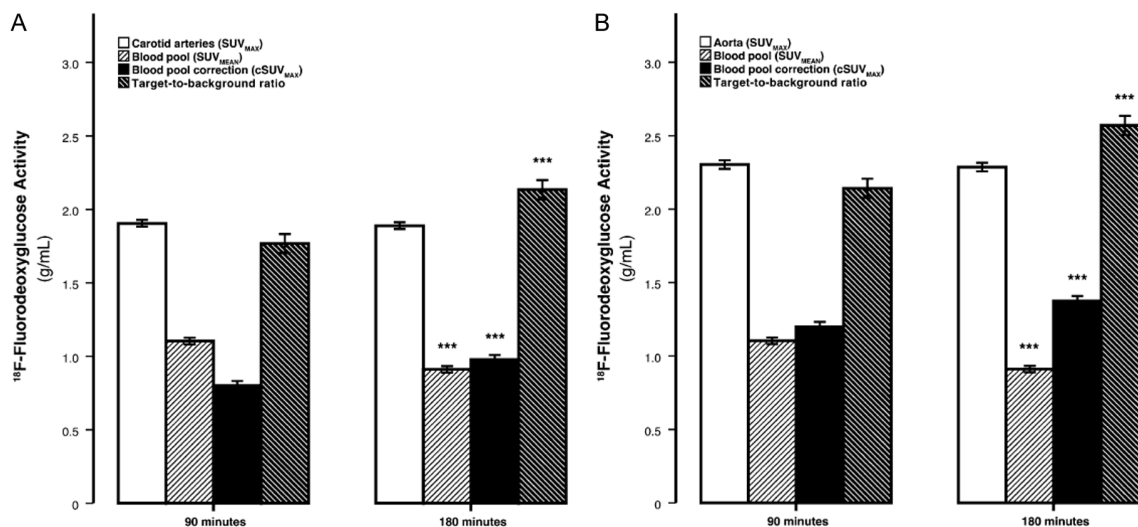 A
Carotid arteries (SUVMAX)
Blood pool (SUVMEAN)
Blood pool correction (cSUVMAX)
Target-to-background ratio
18F-Fluorodeoxyglucose Activity
(g/mL)
3.0
2.5
2.0
1.5
1.0
0.5
0
***
***
***
90 minutes
180 minutes
B
Aorta (SUVMAX)
Blood pool (SUVMEAN)
Blood pool correction (cSUVMAX)
Target-to-background ratio
18F-Fluorodeoxyglucose Activity
(g/mL)
3.0
2.5
2.0
1.5
1.0
0.5
0
***
***
***
90 minutes
180 minutes